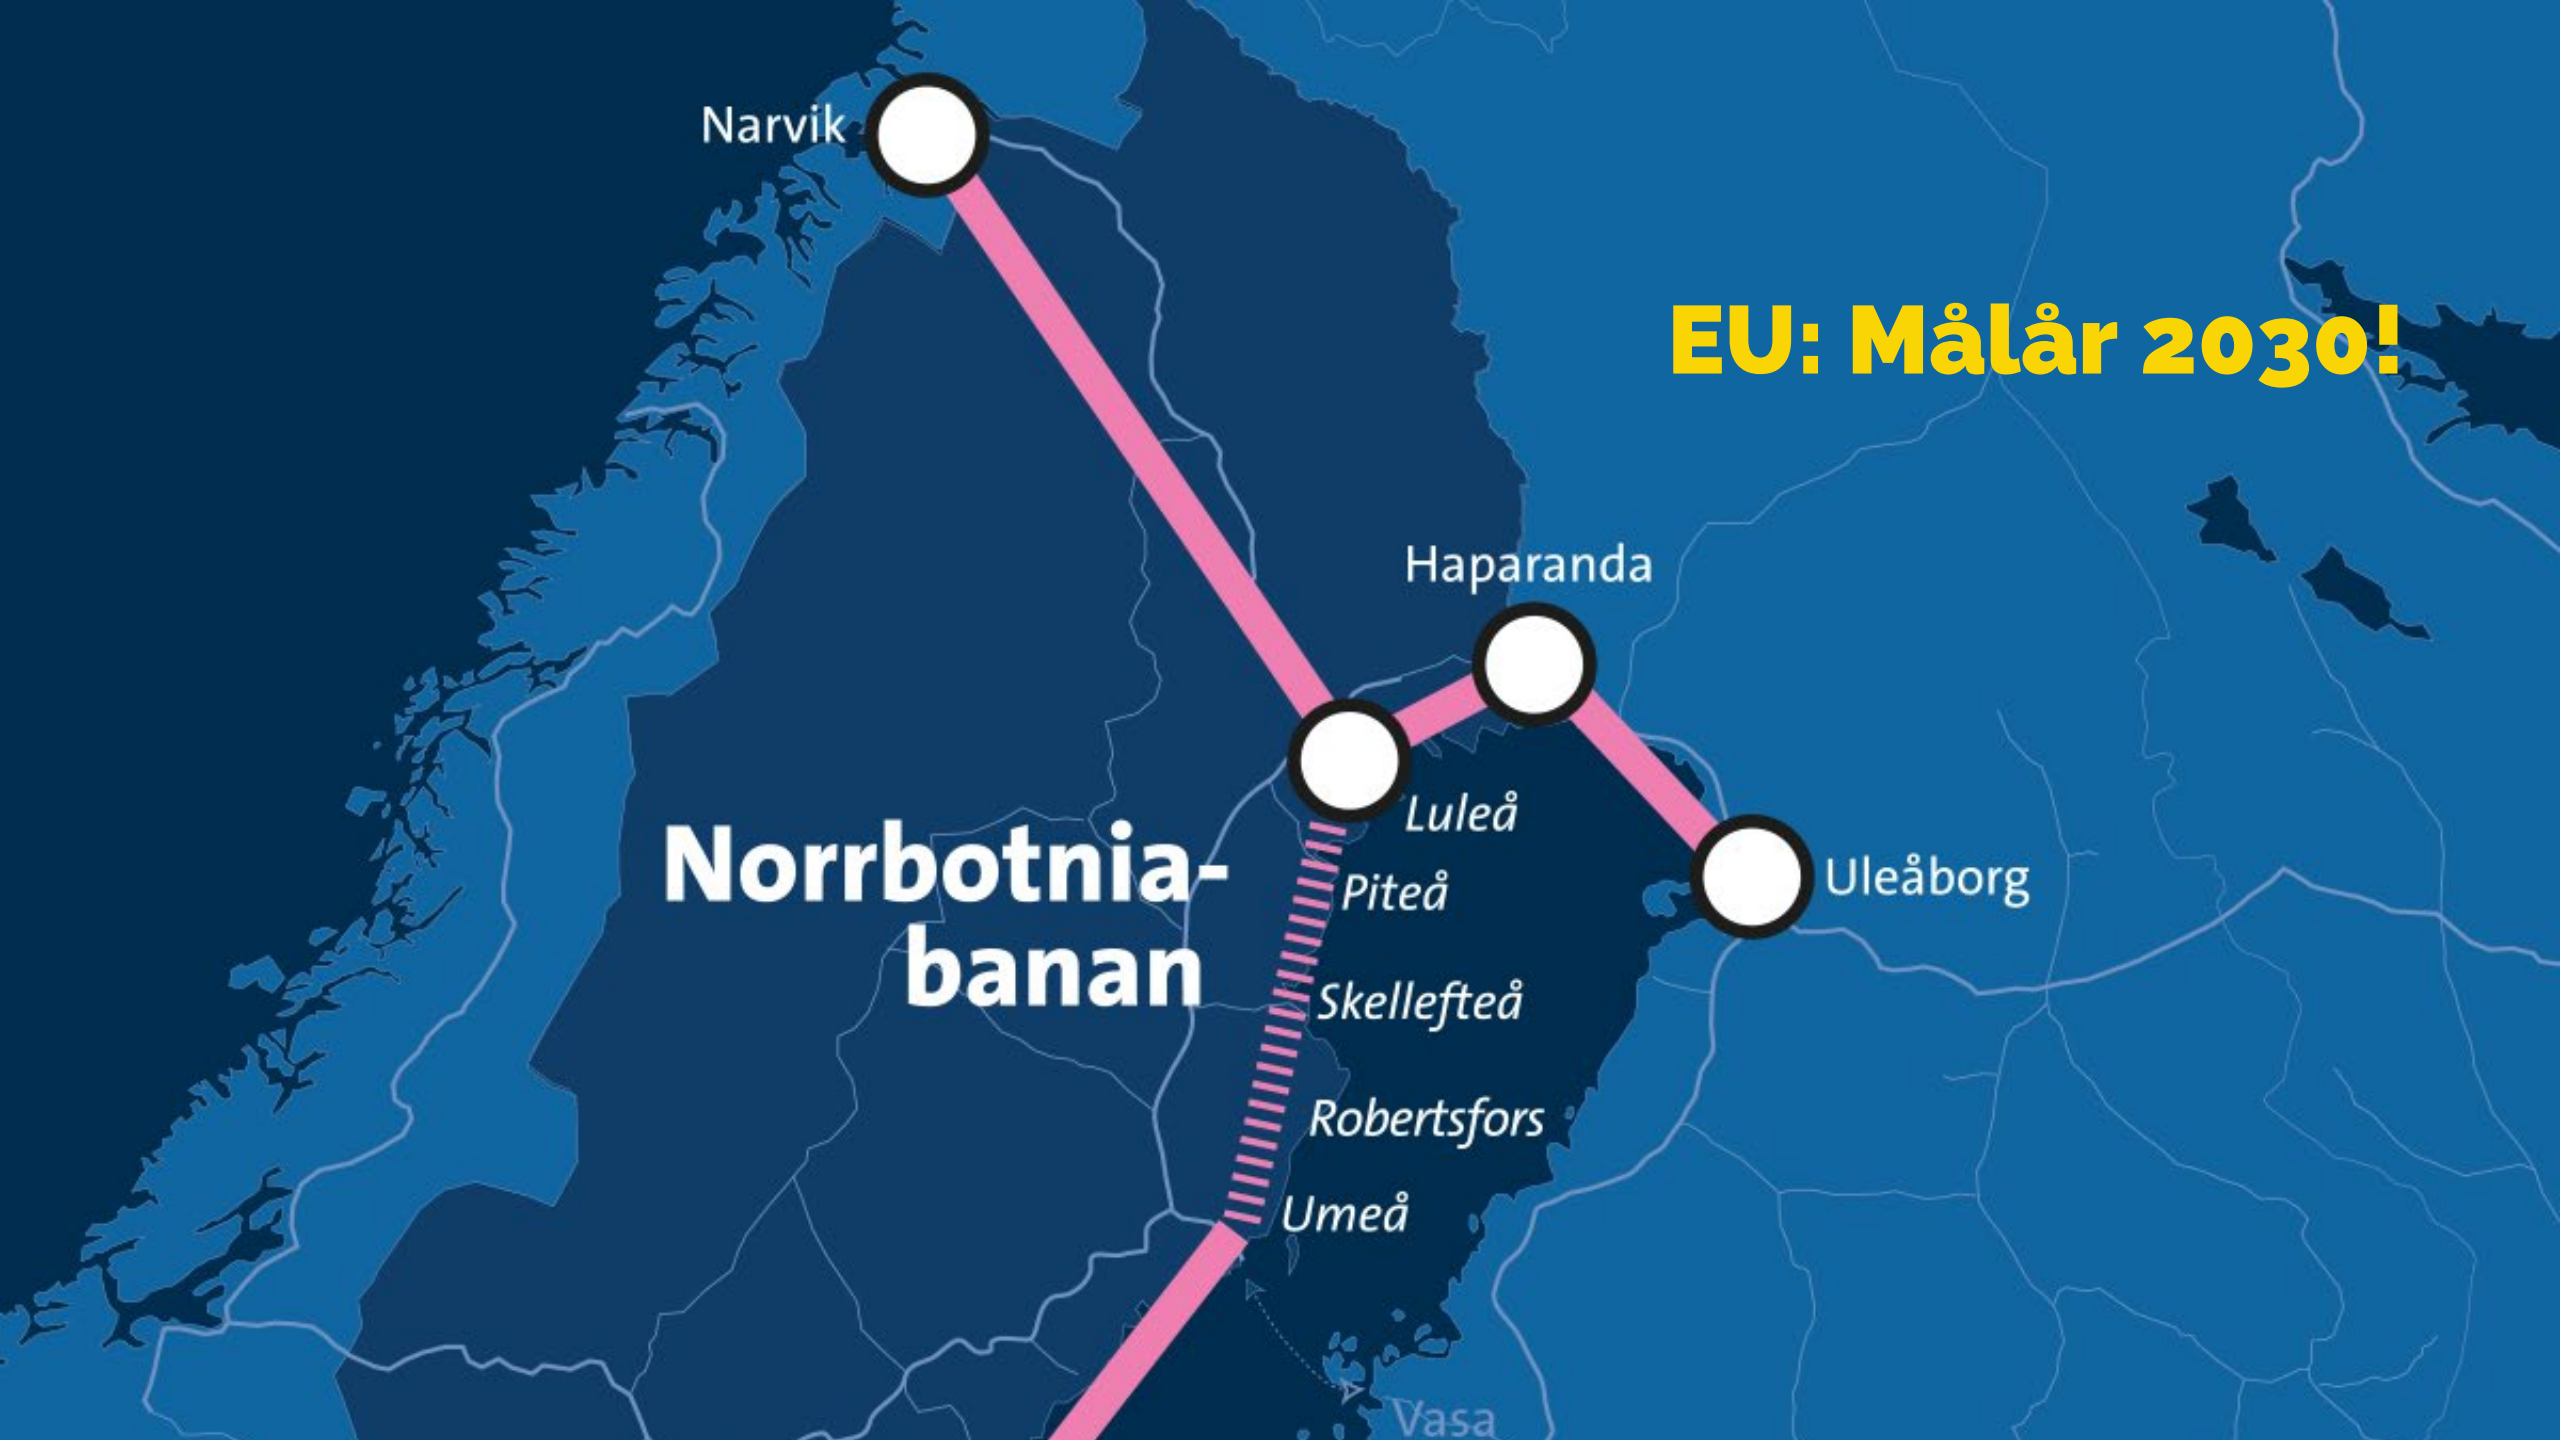 Narvik
EU: Målår 2030!
Haparanda
Luleå
Norrbotnia-
banan
Piteå
Uleåborg
Skellefteå
Robertsfors
Umeå
Vasa